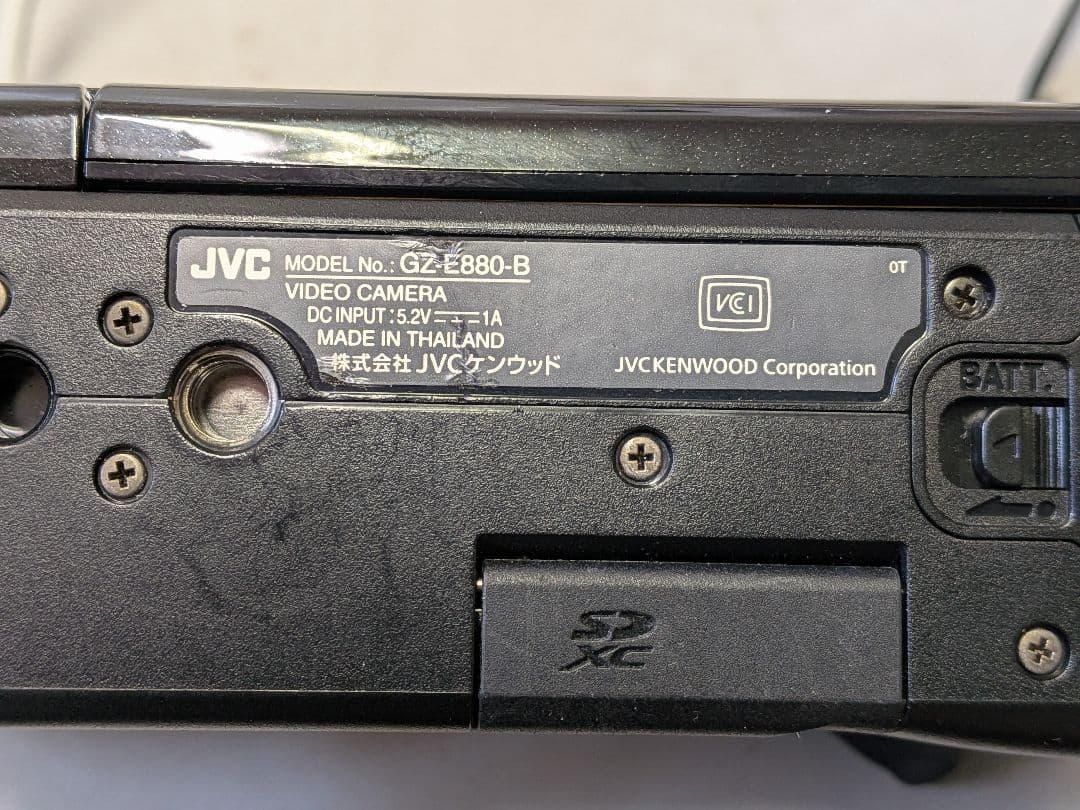 JVC MODEL No.: GZ-E880-B
VIDEO CAMERA
DC INPUT : 5.2V⎓1A
MADE IN THAILAND
株式会社 JVCケンウッド
VCCI
0T
JVCKENWOOD Corporation
BATT.
SD
XC